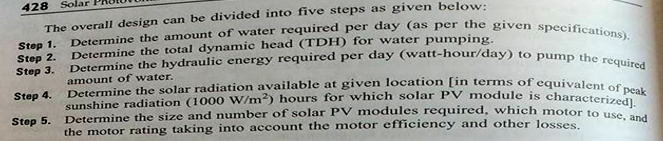 428 Solar
The overall design can be divided into five steps as given below:
Step 1. Determine the amount of water required per day (as per the given specifications).
Step 2. Determine the total dynamic head (TDH) for water pumping.
Step 3. Determine the hydraulic energy required per day (watt-hour/day) to pump the required
amount of water.
Step 4. Determine the solar radiation available at given location [in terms of equivalent of peak
sunshine radiation (1000 W/m²) hours for which solar PV module is characterized].
Step 5. Determine the size and number of solar PV modules required, which motor to use, and
the motor rating taking into account the motor efficiency and other losses.